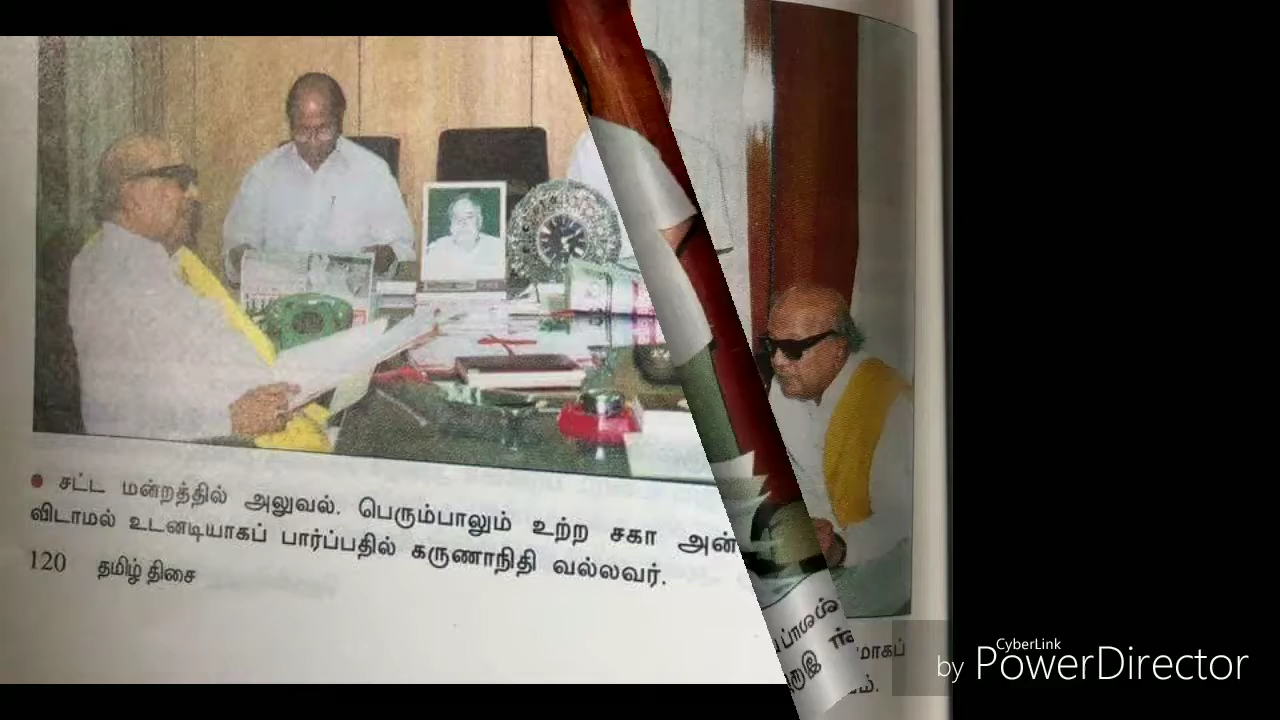 சட்ட மன்றத்தில் அலுவல். பெரும்பாலும் உற்ற சகா அன்
விடாமல் உடனடியாகப் பார்ப்பதில் கருணாநிதி வல்லவர்.
120 தமிழ் திசை
மாகப்
CyberLink
by PowerDirector